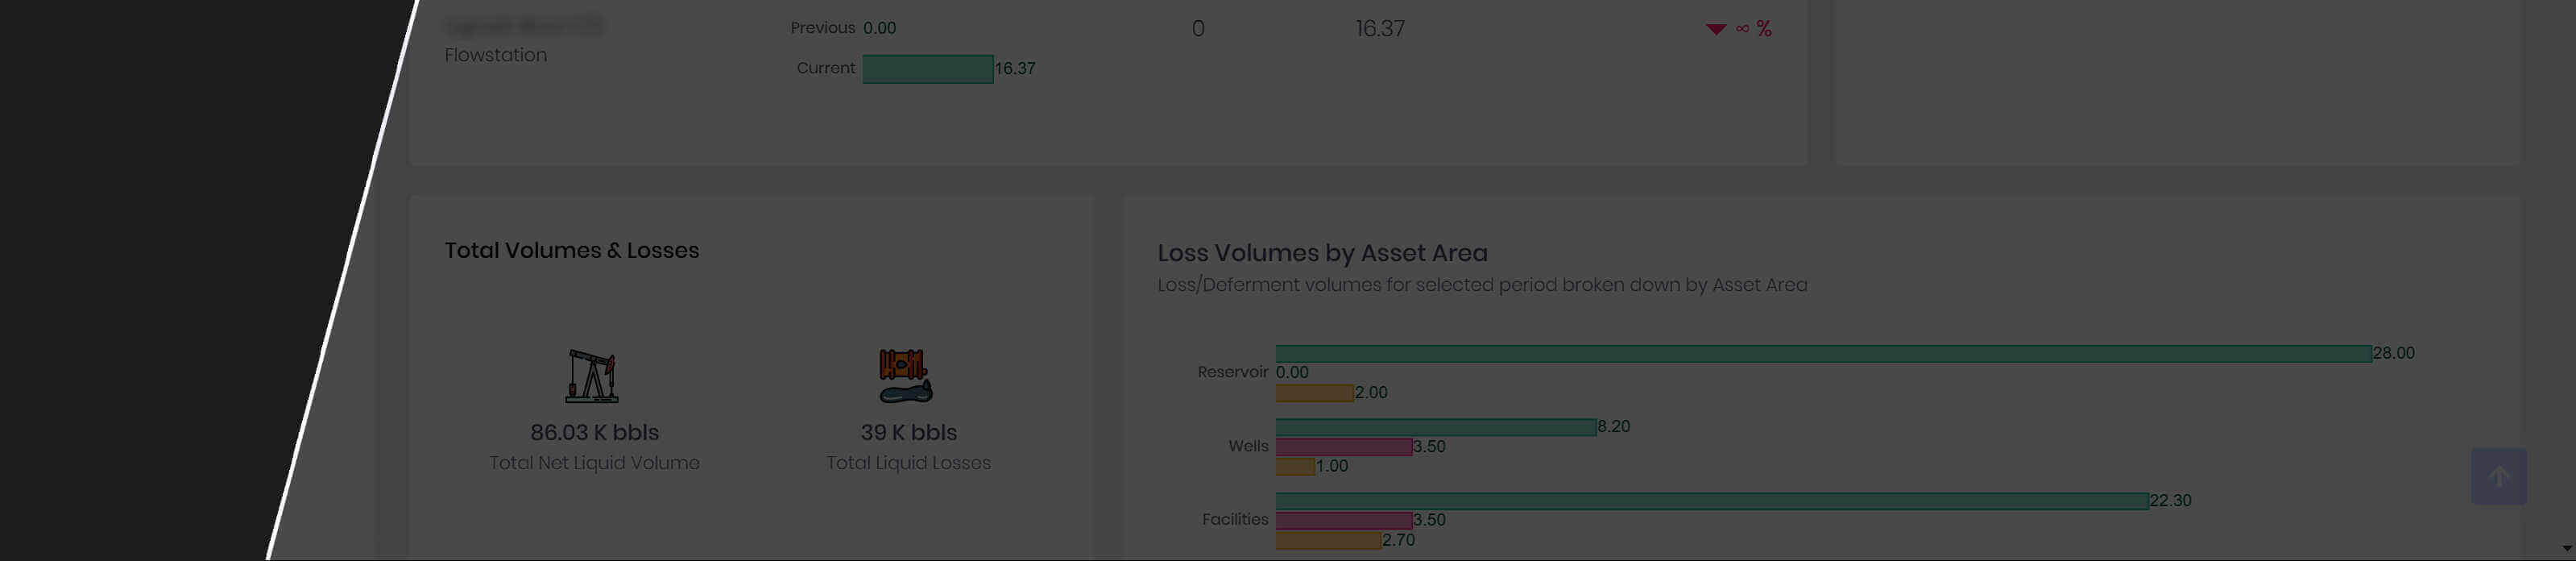 Flowstation
Previous 0.00
Current 16.37
0
16.37
∞ %
Total Volumes & Losses
86.03 K bbls
Total Net Liquid Volume
39 K bbls
Total Liquid Losses
Loss Volumes by Asset Area
Loss/Deferment volumes for selected period broken down by Asset Area
28.00
Reservoir 0.00
2.00
8.20
Wells 3.50
1.00
22.30
Facilities 3.50
2.70